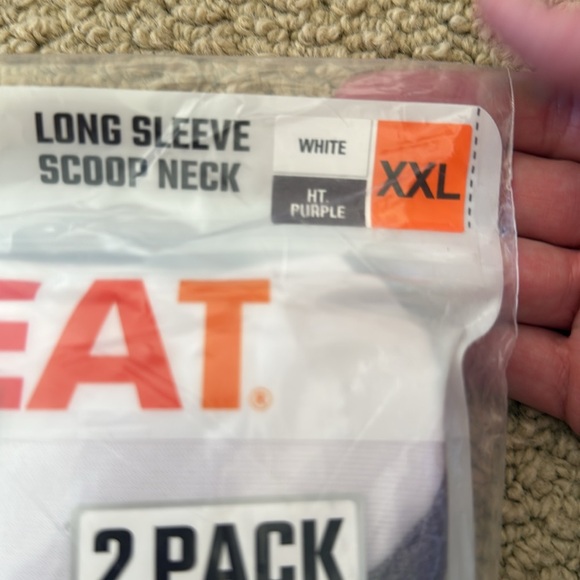 LONG SLEEVE
SCOOP NECK
WHITE
HT.
PURPLE
XXL
EAT®
2 PACK